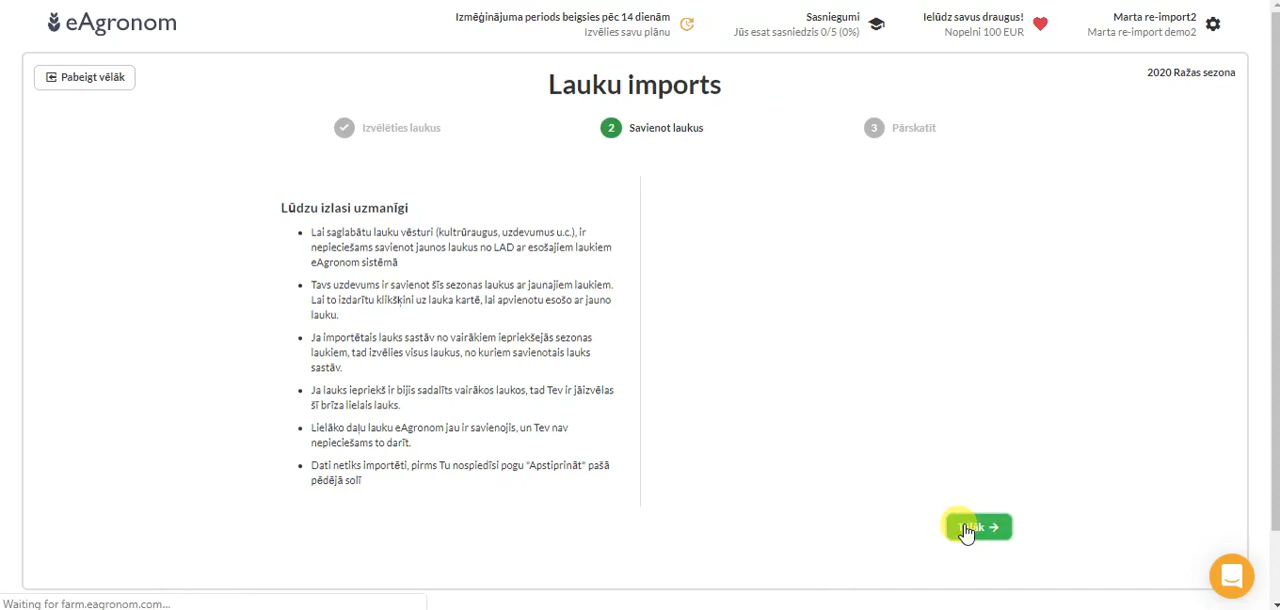 eAgronom
Izmēģinājuma periods beigsies pēc 14 dienām
Izvēlies savu plānu
Sasniegumi
Jūs esat sasniedzis 0/5 (0%)
Ielūdz savus draugus!
Nopelni 100 EUR
Marta re-import2
Marta re-import demo2
Pabeigt vēlāk
Lauku imports
2020 Ražas sezona
Izvēlēties laukus
2 Savienot laukus
3 Pārskatīt
Lūdzu izlasi uzmanīgi
• Lai saglabātu lauku vēsturi (kultūraugus, uzdevumus u.c.), ir
nepieciešams savienot jaunos laukus no LAD ar esošajiem laukiem
eAgronom sistēmā
• Tavs uzdevums ir savienot šīs sezonas laukus ar jaunajiem laukiem.
Lai to izdarītu klikšķini uz lauka kartē, lai apvienotu esošo ar jauno
lauku.
• Ja importētais lauks sastāv no vairākiem iepriekšējās sezonas
laukiem, tad izvēlies visus laukus, no kuriem savienotais lauks
sastāv.
• Ja lauks iepriekš ir bijis sadalīts vairākos laukos, tad Tev ir jāizvēlas
šī brīža lielais lauks.
• Lielāko daļu lauku eAgronom jau ir savienojis, un Tev nav
nepieciešams to darīt.
• Dati netiks importēti, pirms Tu nospiedīsi pogu "Apstiprināt" pašā
pēdējā solī
Tālāk →
Waiting for farm.eagronom.com...